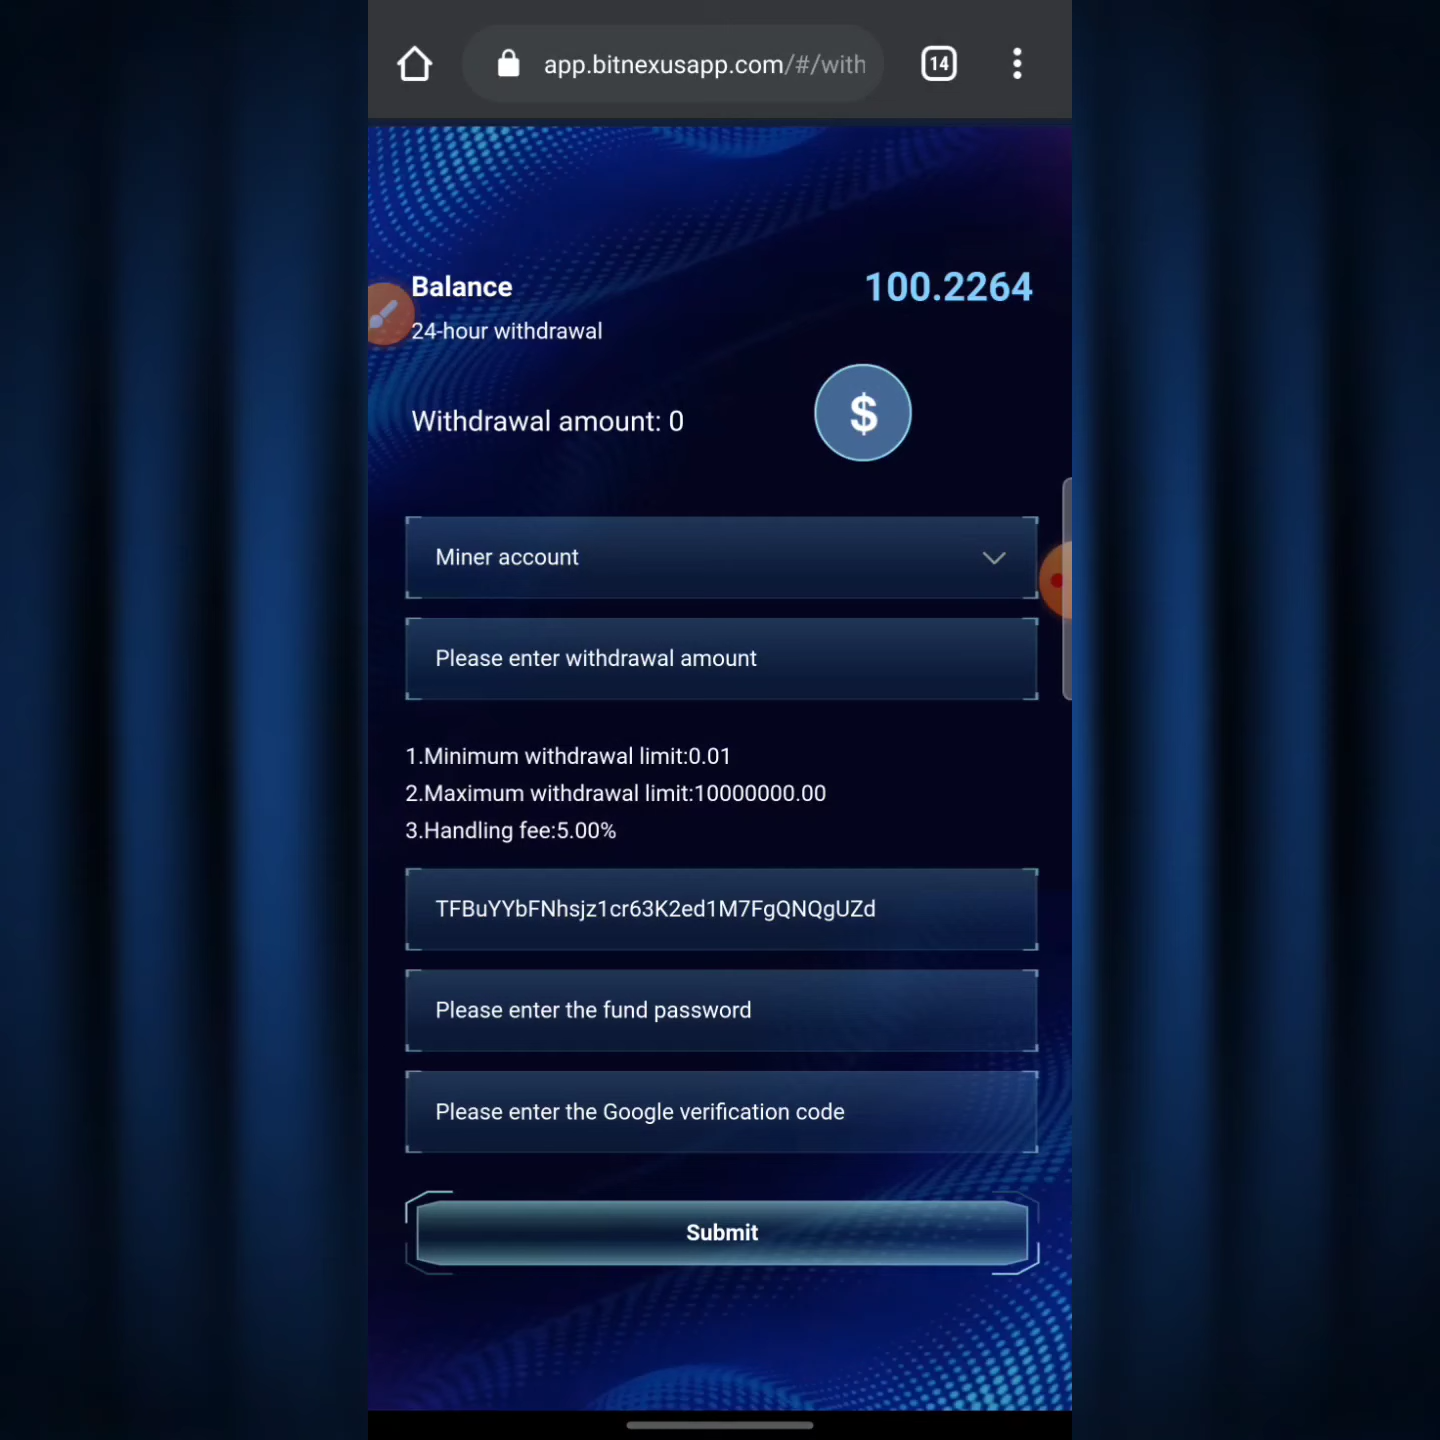 app.bitnexusapp.com/#/with
14
Balance
100.2264
24-hour withdrawal
Withdrawal amount: 0
$
Miner account
Please enter withdrawal amount
1.Minimum withdrawal limit:0.01
2.Maximum withdrawal limit:10000000.00
3.Handling fee:5.00%
TFBuYYbFNhsjz1cr63K2ed1M7FgQNQgUZd
Please enter the fund password
Please enter the Google verification code
Submit